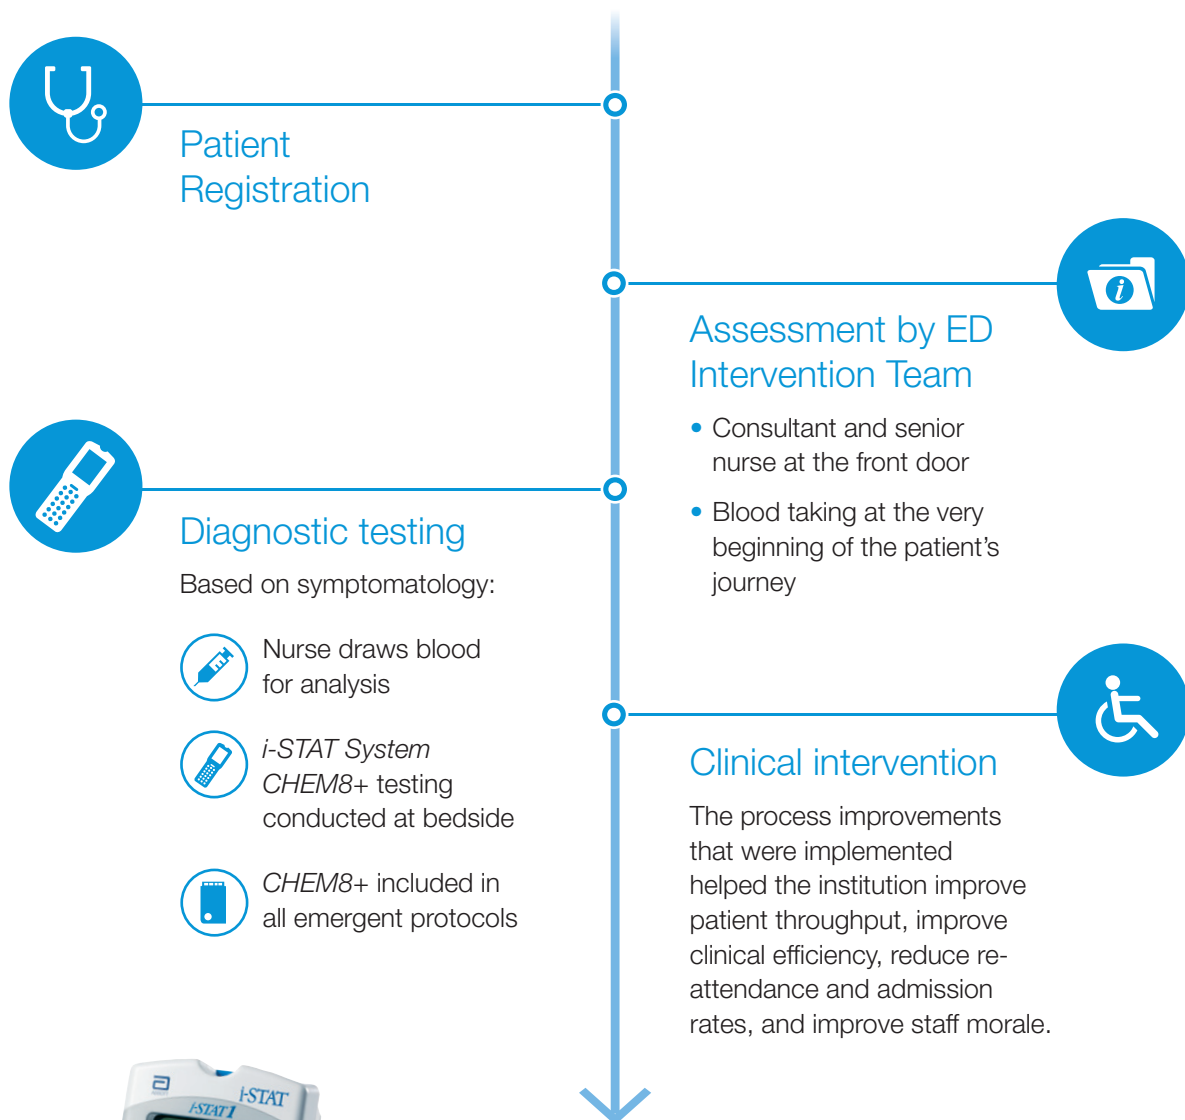 Patient
Registration
Assessment by ED
Intervention Team
• Consultant and senior
nurse at the front door
• Blood taking at the very
beginning of the patient’s
journey
Diagnostic testing
Based on symptomatology:
Nurse draws blood
for analysis
i-STAT System
CHEM8+ testing
conducted at bedside
CHEM8+ included in
all emergent protocols
Clinical intervention
The process improvements
that were implemented
helped the institution improve
patient throughput, improve
clinical efficiency, reduce re-
attendance and admission
rates, and improve staff morale.
i-STAT
i-STAT 1